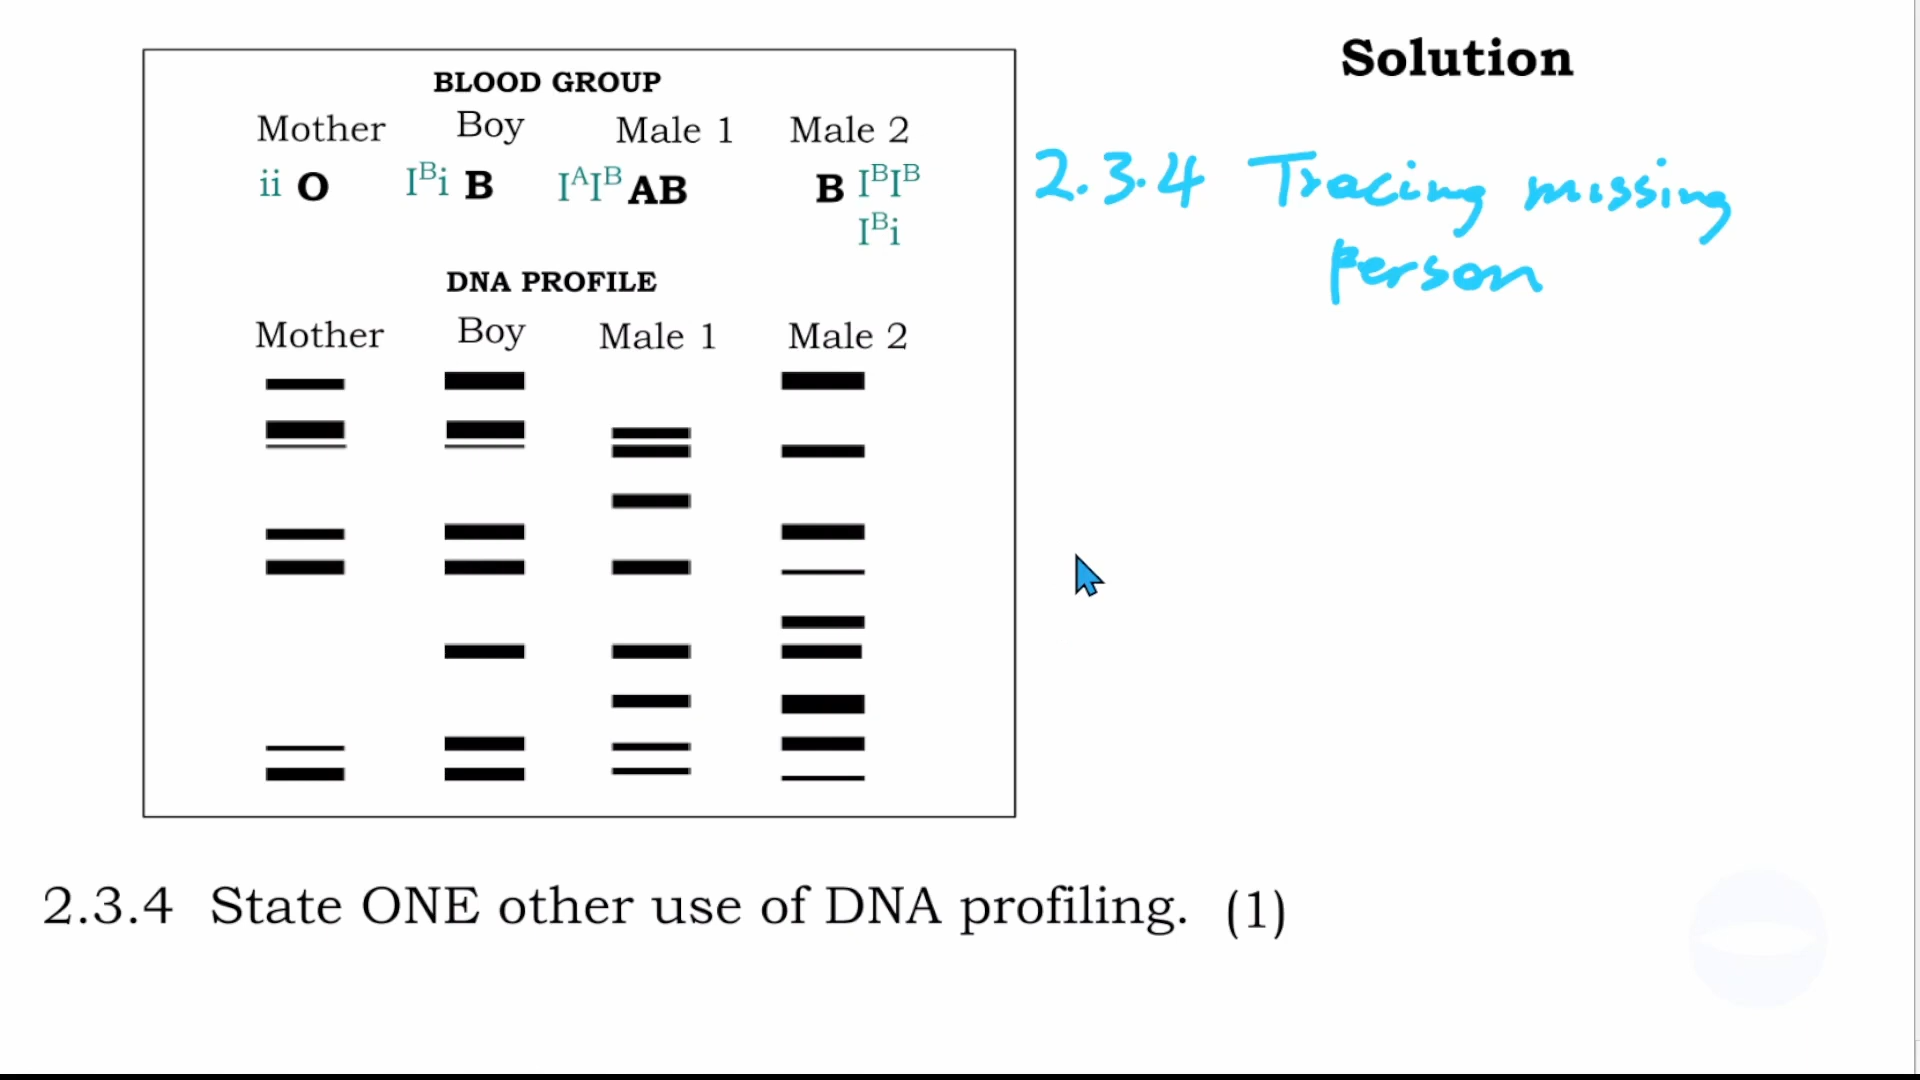 Solution
BLOOD GROUP
Mother Boy Male 1 Male 2
ii O Iᴮi B IᴬIᴮ AB B IᴮIᴮ
Iᴮi
DNA PROFILE
Mother Boy Male 1 Male 2
2.3.4 Tracing missing
person
2.3.4 State ONE other use of DNA profiling. (1)